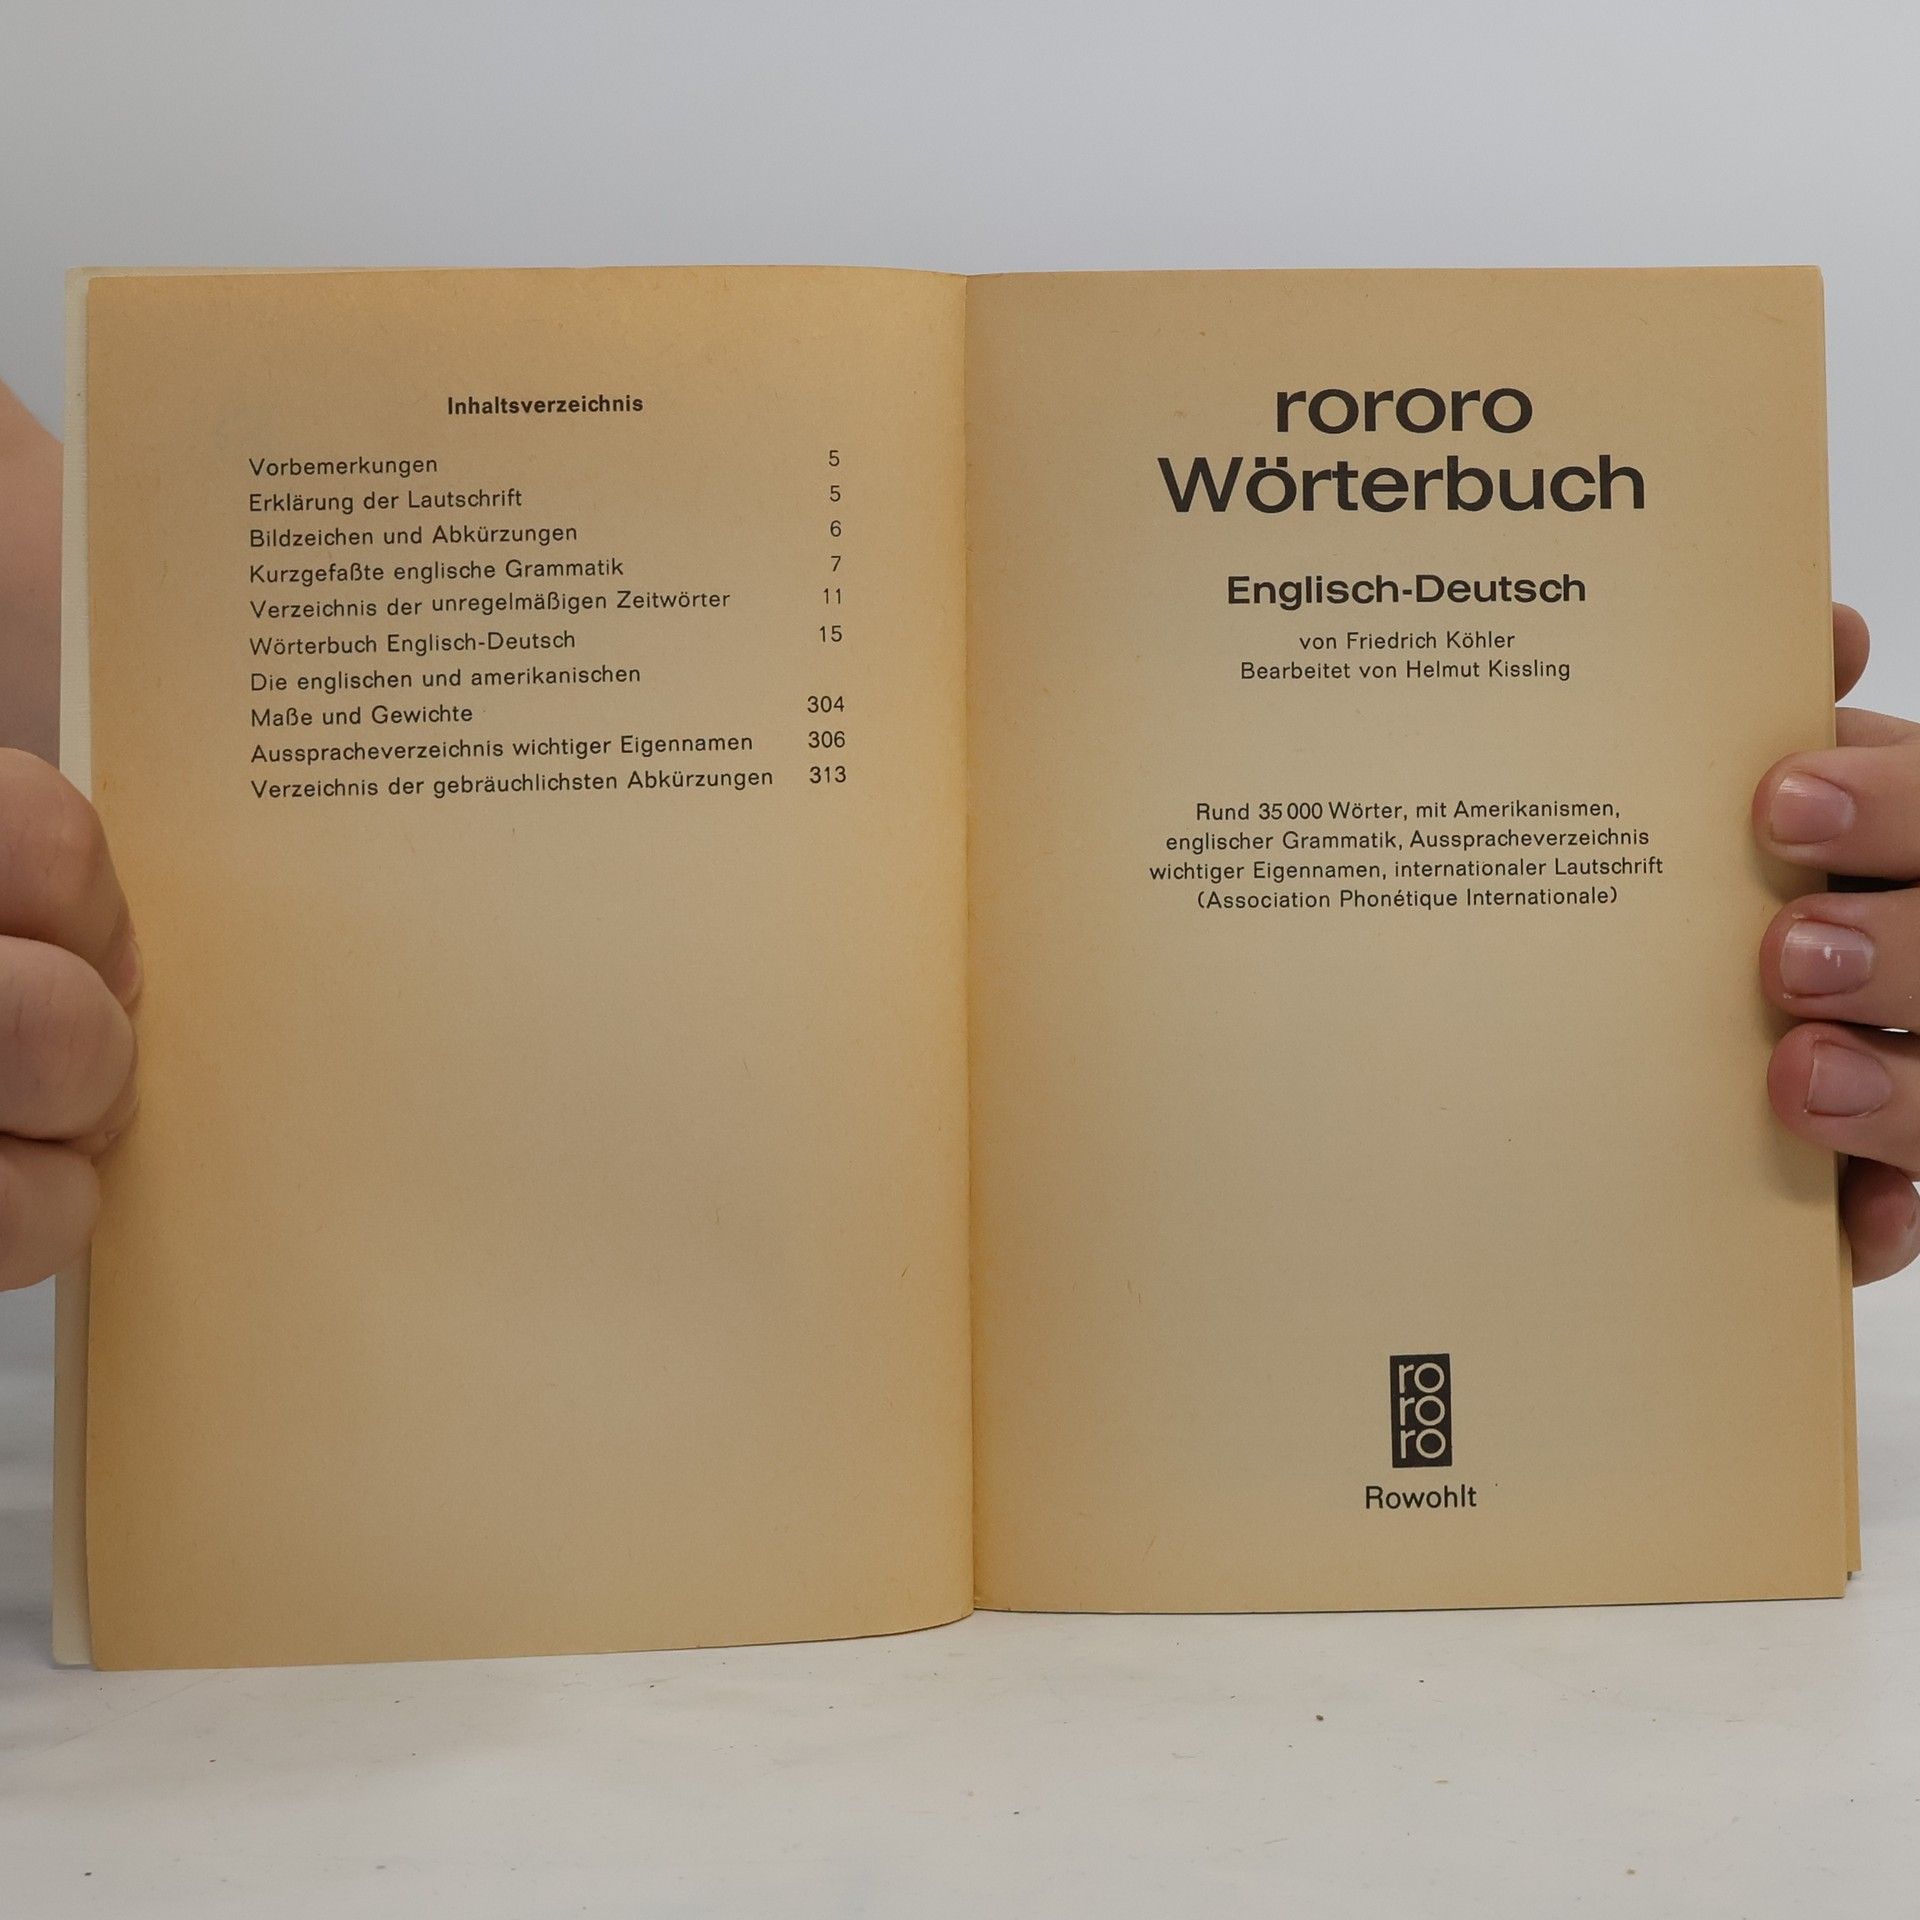 Inhaltsverzeichnis
Vorbemerkungen 5
Erklärung der Lautschrift 5
Bildzeichen und Abkürzungen 6
Kurzgefaßte englische Grammatik 7
Verzeichnis der unregelmäßigen Zeitwörter 11
Wörterbuch Englisch-Deutsch 15
Die englischen und amerikanischen
Maße und Gewichte 304
Ausspracheverzeichnis wichtiger Eigennamen 306
Verzeichnis der gebräuchlichsten Abkürzungen 313
rororo
Wörterbuch
Englisch-Deutsch
von Friedrich Köhler
Bearbeitet von Helmut Kissling
Rund 35 000 Wörter, mit Amerikanismen,
englischer Grammatik, Ausspracheverzeichnis
wichtiger Eigennamen, internationaler Lautschrift
(Association Phonétique Internationale)
ro
ro
ro
Rowohlt